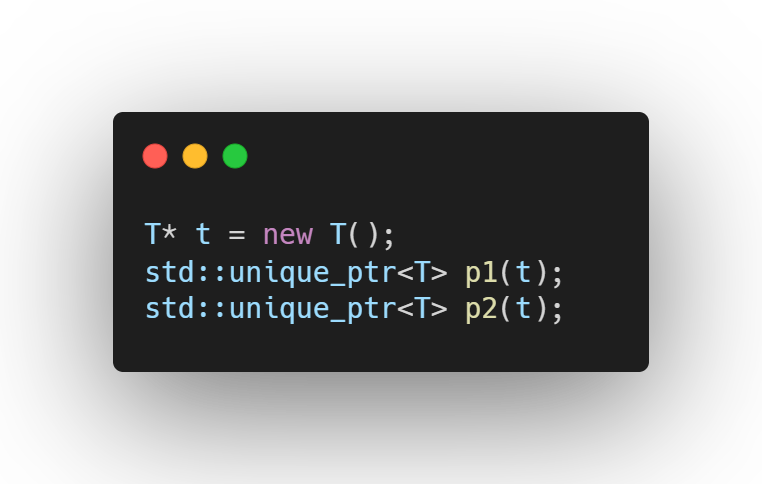 T* t = new T();
std::unique_ptr<T> p1(t);
std::unique_ptr<T> p2(t);